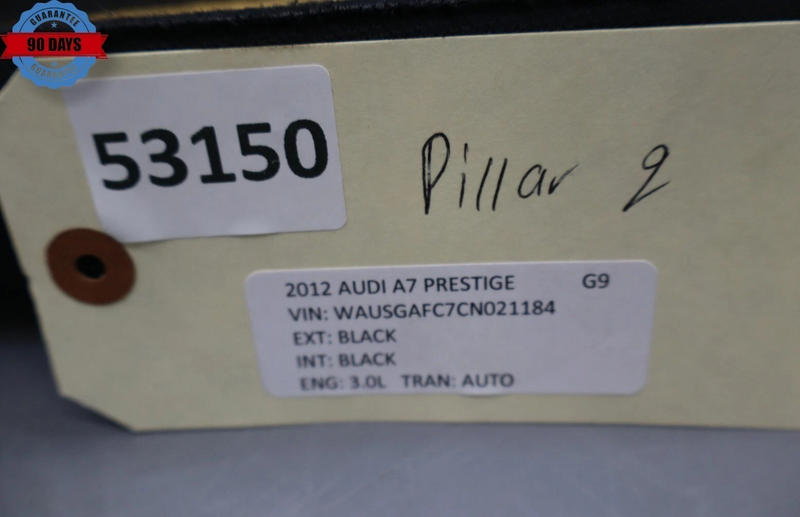 GUARANTEE
90 DAYS
GUARANTEE
53150
Pillar 2
2012 AUDI A7 PRESTIGE G9
VIN: WAUSGAFC7CN021184
EXT: BLACK
INT: BLACK
ENG: 3.0L TRAN: AUTO